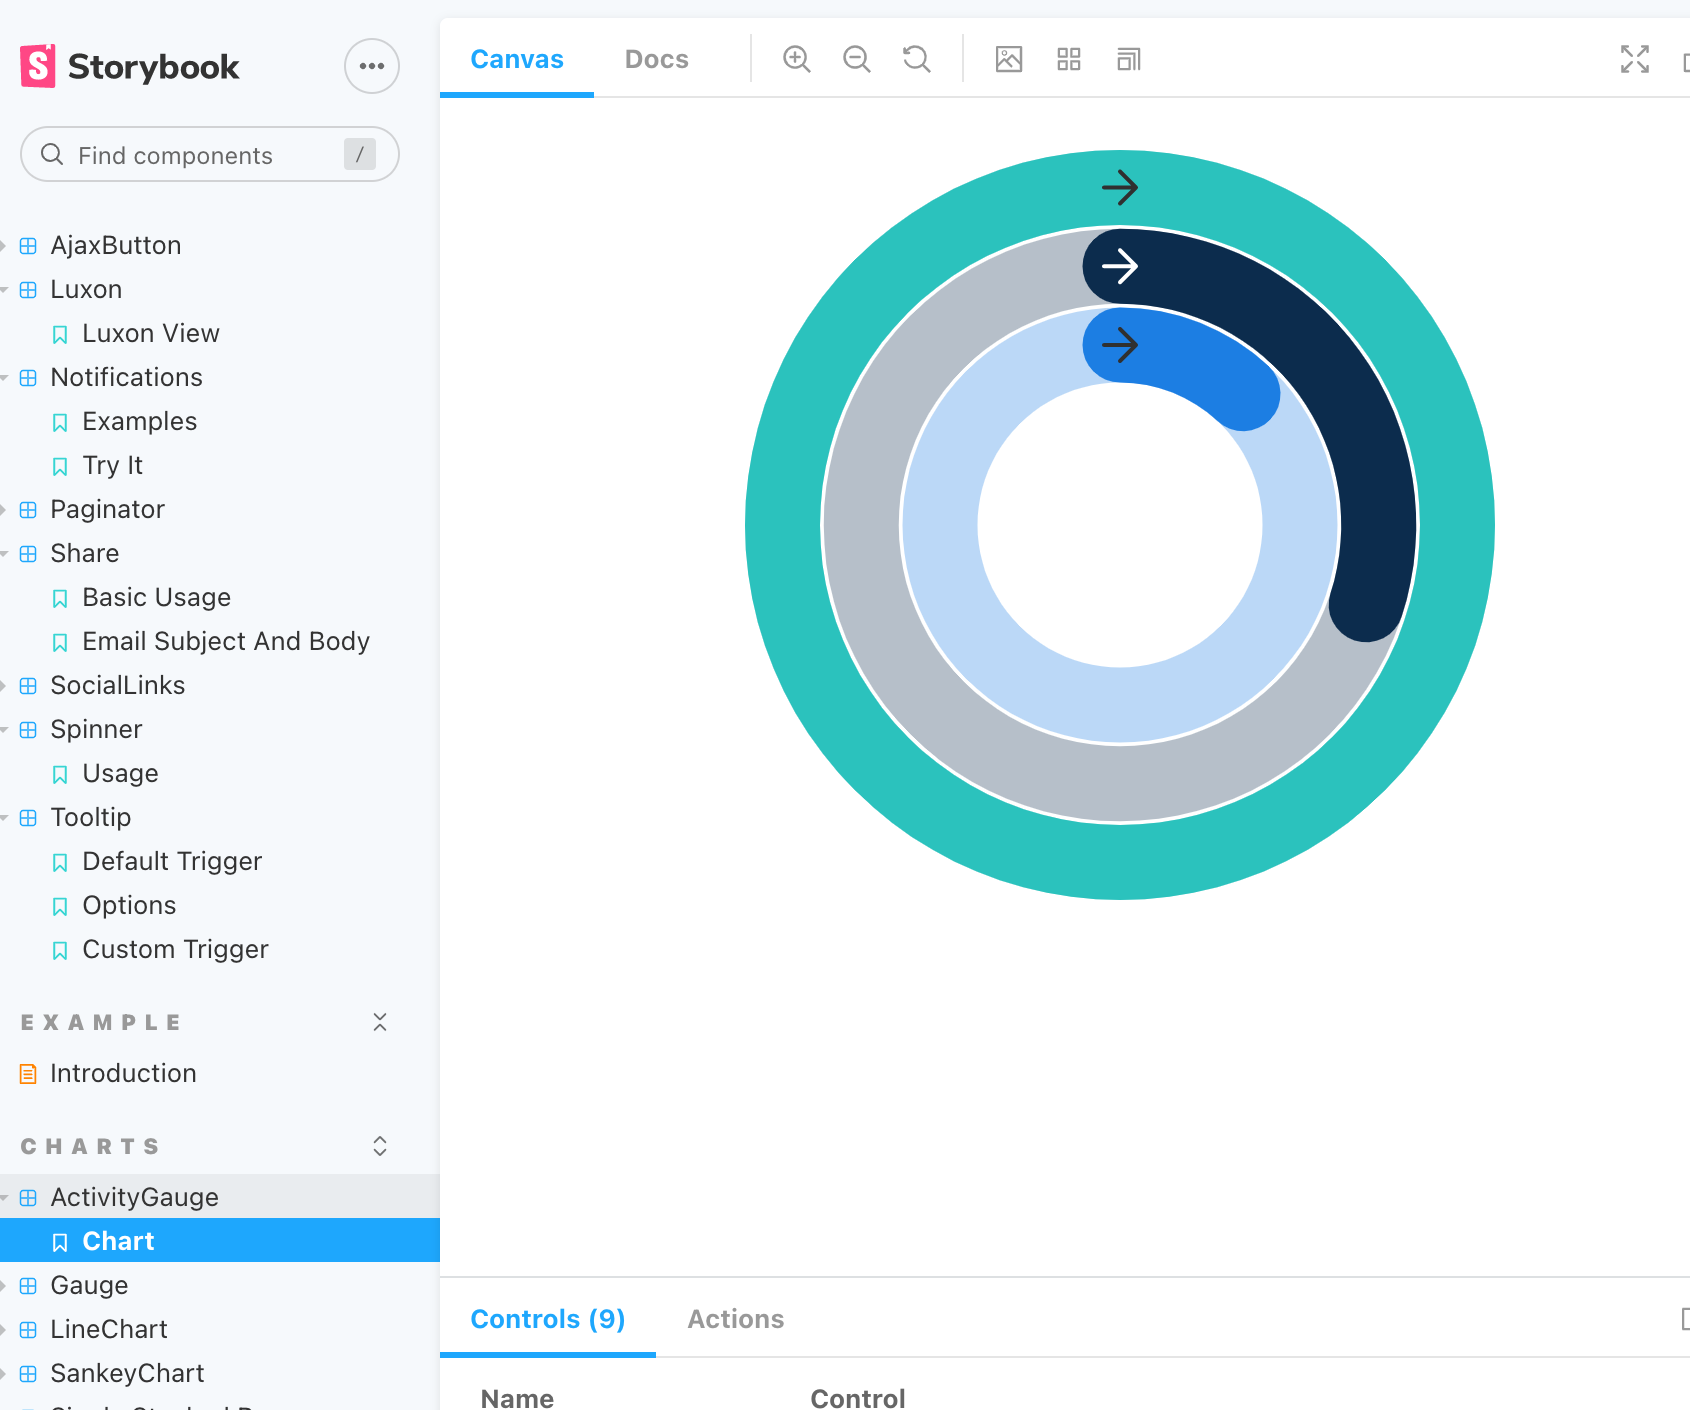 Storybook
Find components /
AjaxButton
Luxon
Luxon View
Notifications
Examples
Try It
Paginator
Share
Basic Usage
Email Subject And Body
SocialLinks
Spinner
Usage
Tooltip
Default Trigger
Options
Custom Trigger
EXAMPLE
Introduction
CHARTS
ActivityGauge
Chart
Gauge
LineChart
SankeyChart
Canvas Docs
Controls (9) Actions
Name Control